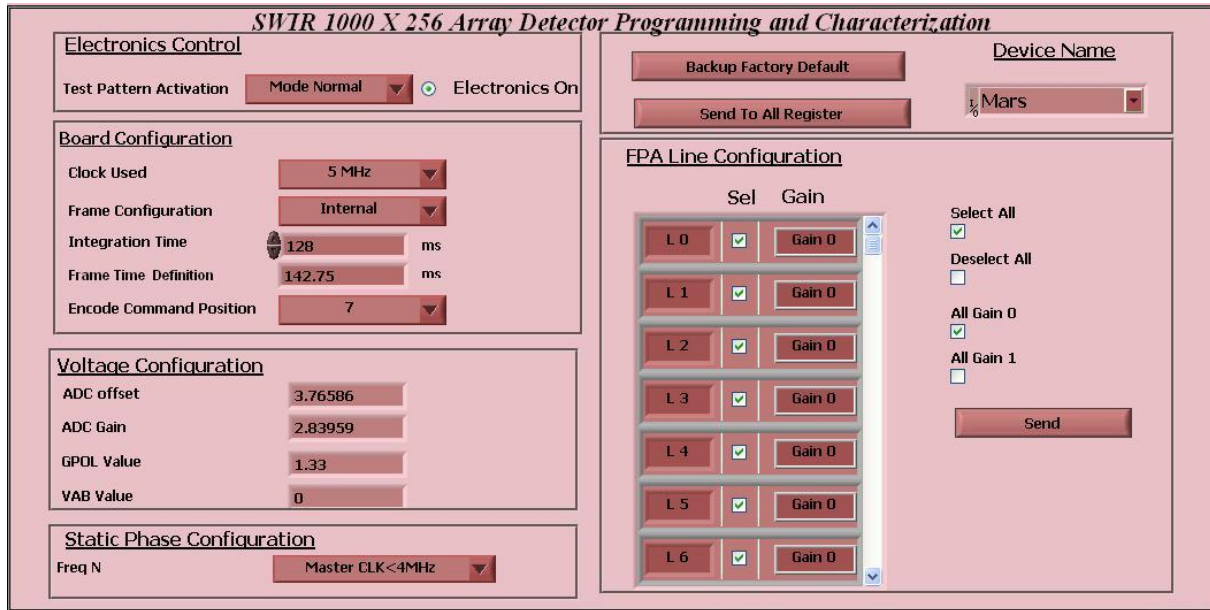 SWIR 1000 X 256 Array Detector Programming and Characterization
Electronics Control
Test Pattern Activation Mode Normal Electronics On
Board Configuration
Clock Used 5 MHz
Frame Configuration Internal
Integration Time 128 ms
Frame Time Definition 142.75 ms
Encode Command Position 7
Voltage Configuration
ADC offset 3.76586
ADC Gain 2.83959
GPOL Value 1.33
VAB Value 0
Static Phase Configuration
Freq N Master CLK<4MHz
Backup Factory Default
Send To All Register
Device Name
I/O Mars
FPA Line Configuration
Sel Gain
L 0 Gain 0
L 1 Gain 0
L 2 Gain 0
L 3 Gain 0
L 4 Gain 0
L 5 Gain 0
L 6 Gain 0
Select All
Deselect All
All Gain 0
All Gain 1
Send